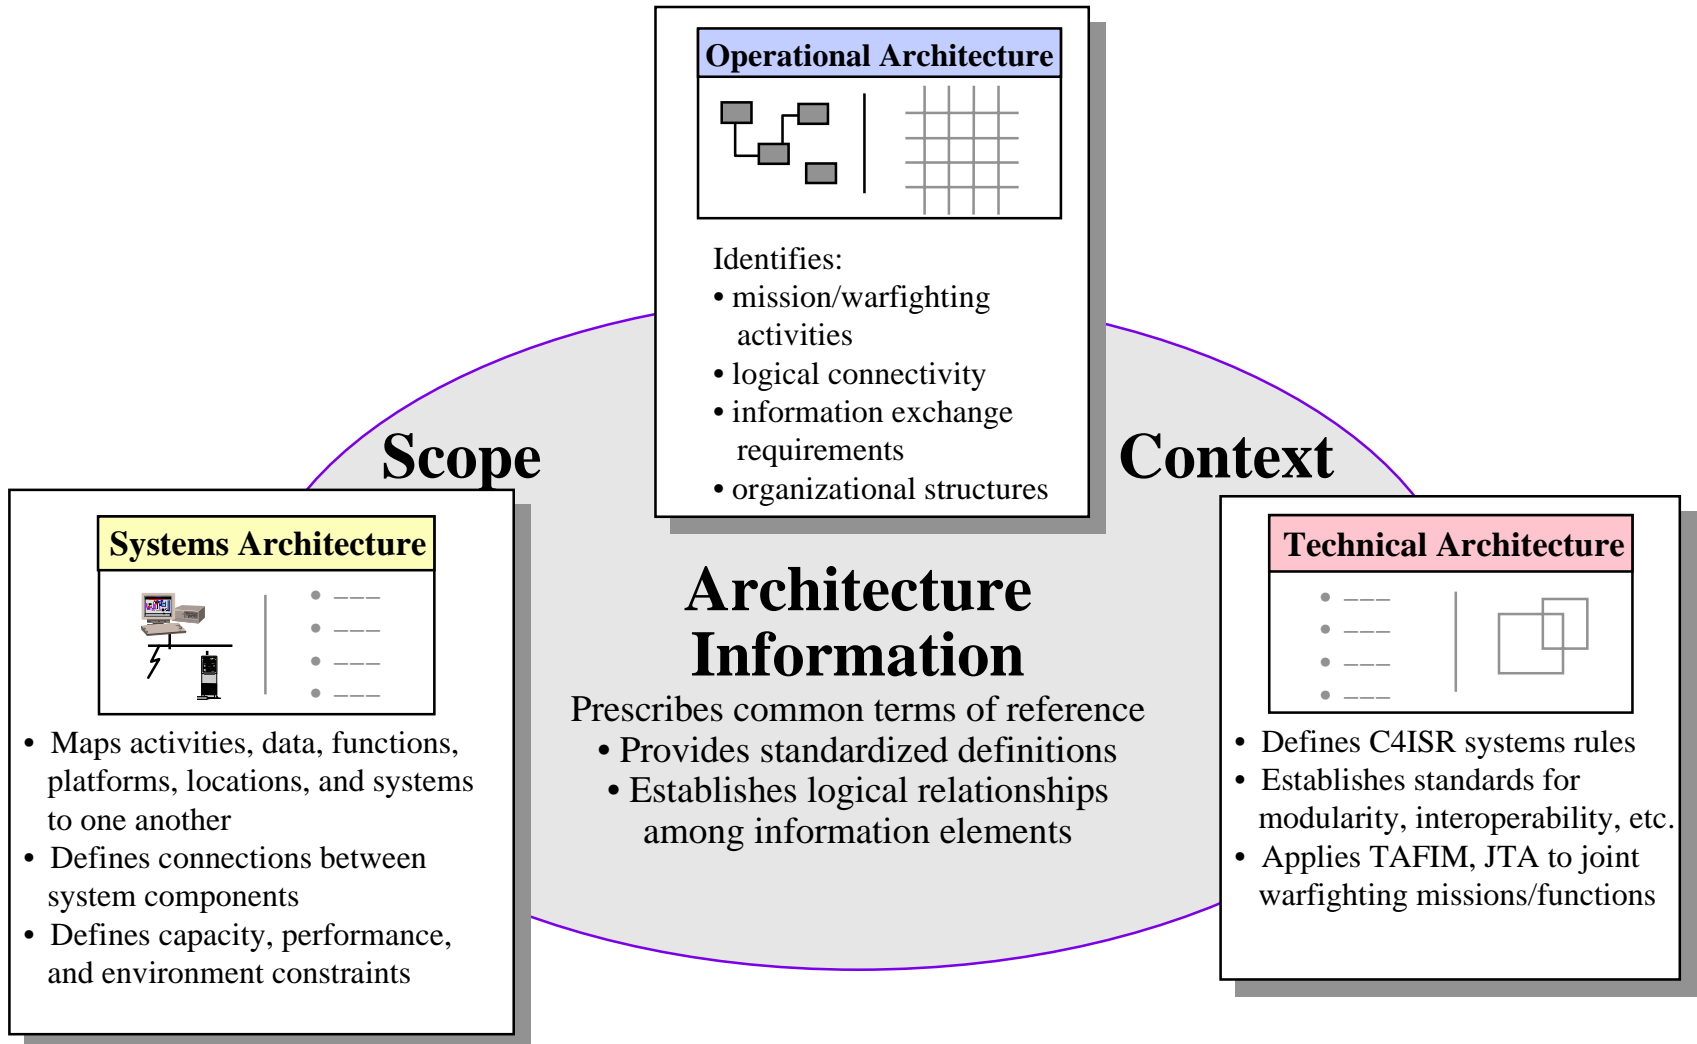 Operational Architecture
Identifies:
• mission/warfighting
activities
• logical connectivity
• information exchange
requirements
• organizational structures
Scope
Context
Systems Architecture
• Maps activities, data, functions,
platforms, locations, and systems
to one another
• Defines connections between
system components
• Defines capacity, performance,
and environment constraints
Architecture
Information
Prescribes common terms of reference
• Provides standardized definitions
• Establishes logical relationships
among information elements
Technical Architecture
• Defines C4ISR systems rules
• Establishes standards for
modularity, interoperability, etc.
• Applies TAFIM, JTA to joint
warfighting missions/functions